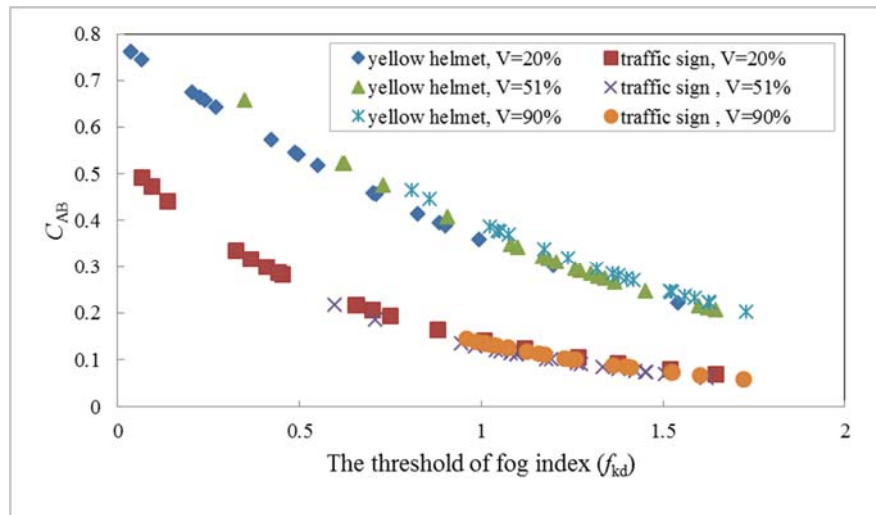 0.8
yellow helmet, V=20% traffic sign, V=20%
0.7
yellow helmet, V=51% traffic sign , V=51%
yellow helmet, V=90% traffic sign , V=90%
0.6
0.5
C_AB
0.4
0.3
0.2
0.1
0
0 0.5 1 1.5 2
The threshold of fog index (f_kd)